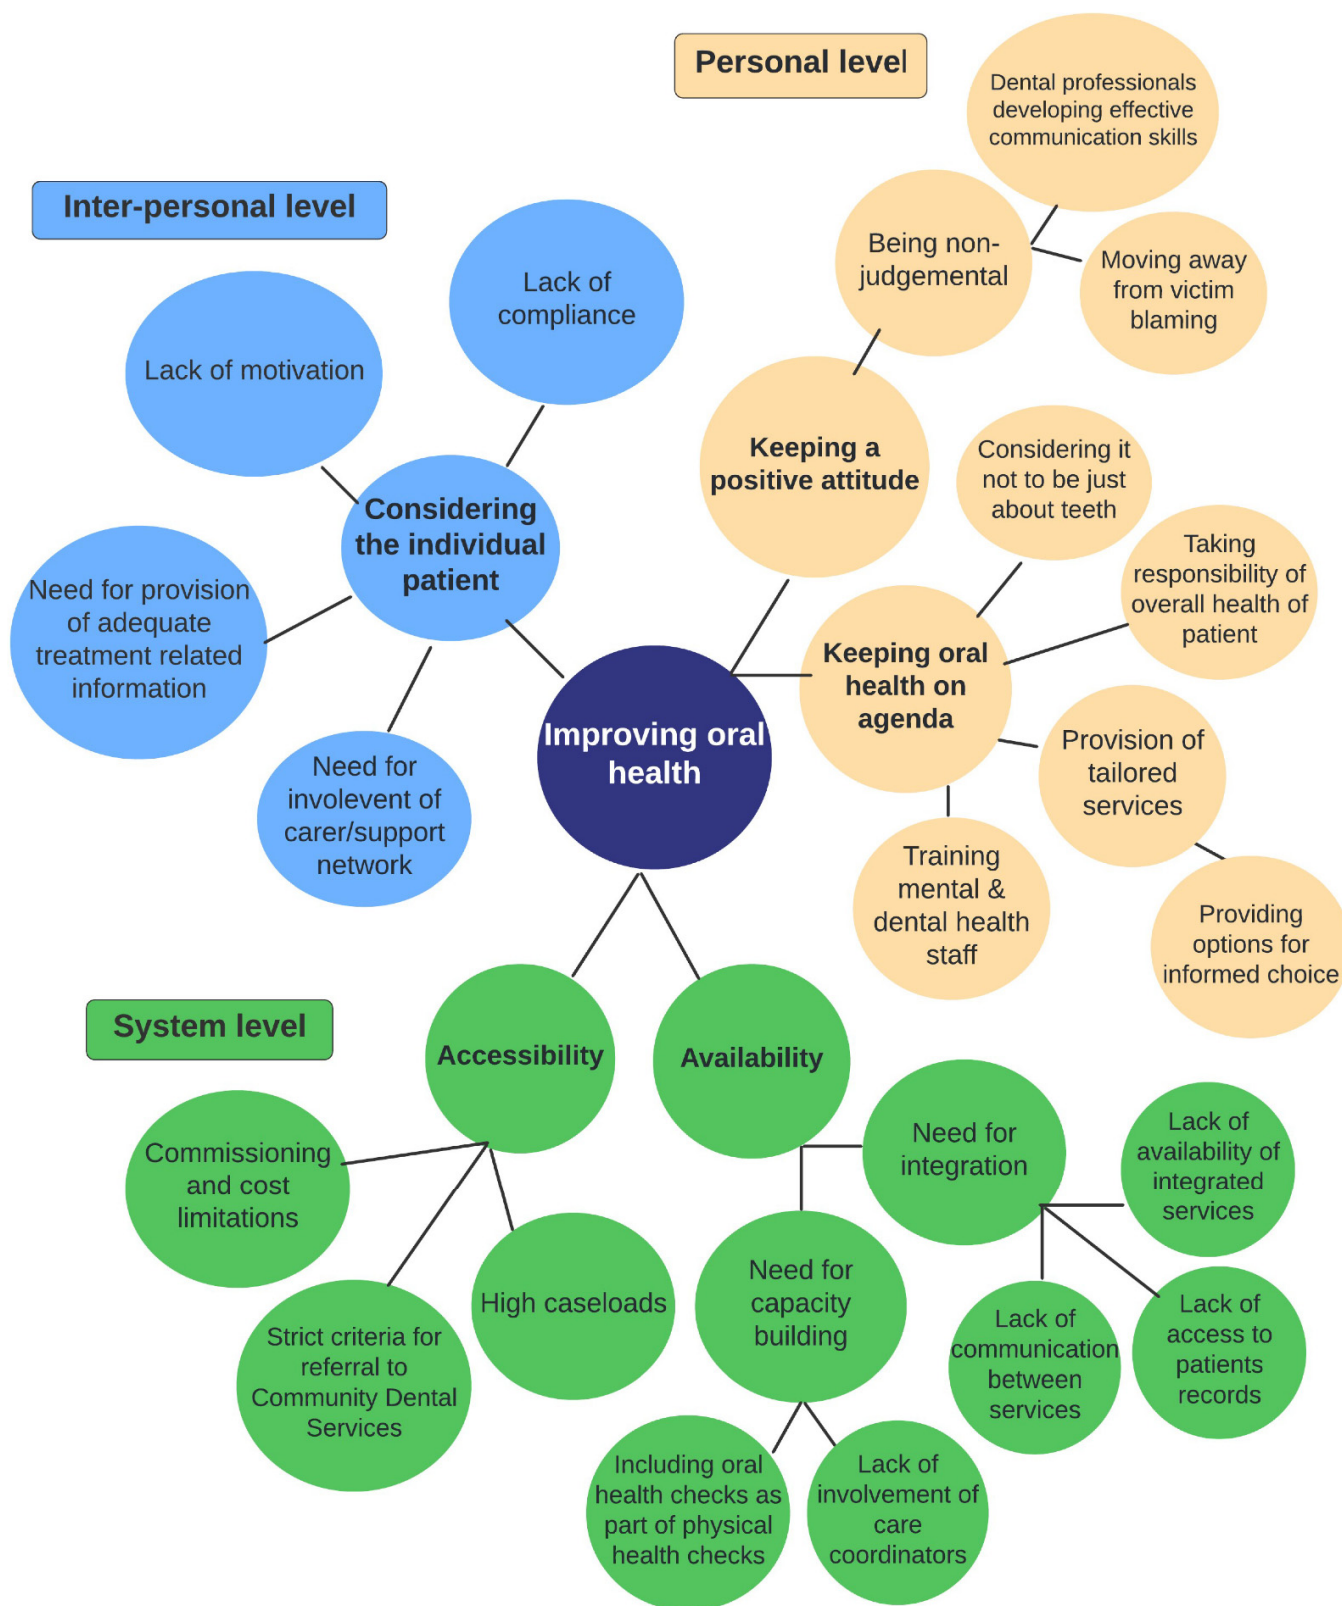 Personal level
Dental professionals
developing effective
communication skills
Being non-
judgemental
Moving away
from victim
blaming
Keeping a
positive attitude
Inter-personal level
Lack of
compliance
Lack of motivation
Considering
the individual
patient
Need for provision
of adequate
treatment related
information
Need for
involevent of
carer/support
network
Considering it
not to be just
about teeth
Taking
responsibility of
overall health of
patient
Keeping oral
health on
agenda
Provision of
tailored
services
Training
mental &
dental health
staff
Providing
options for
informed choice
Improving oral
health
System level
Accessibility
Availability
Commissioning
and cost
limitations
Strict criteria for
referral to
Community Dental
Services
High caseloads
Need for
integration
Lack of
availability of
integrated
services
Need for
capacity
building
Lack of
communication
between
services
Lack of
access to
patients
records
Including oral
health checks as
part of physical
health checks
Lack of
involvement of
care
coordinators